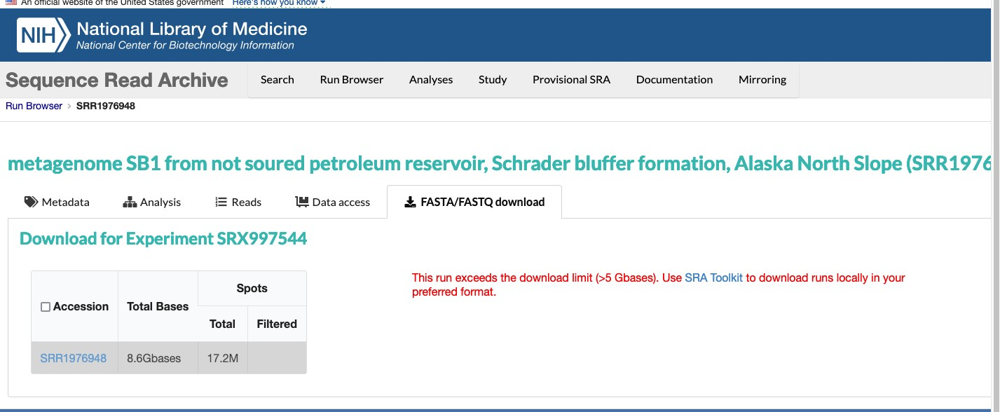 An official website of the United States government Here's how you know
NIH National Library of Medicine
National Center for Biotechnology Information
Sequence Read Archive Search Run Browser Analyses Study Provisional SRA Documentation Mirroring
Run Browser › SRR1976948
metagenome SB1 from not soured petroleum reservoir, Schrader bluffer formation, Alaska North Slope (SRR1976
Metadata Analysis Reads Data access FASTA/FASTQ download
Download for Experiment SRX997544
This run exceeds the download limit (>5 Gbases). Use SRA Toolkit to download runs locally in your
preferred format.
Spots
Accession Total Bases
Total Filtered
SRR1976948 8.6Gbases 17.2M